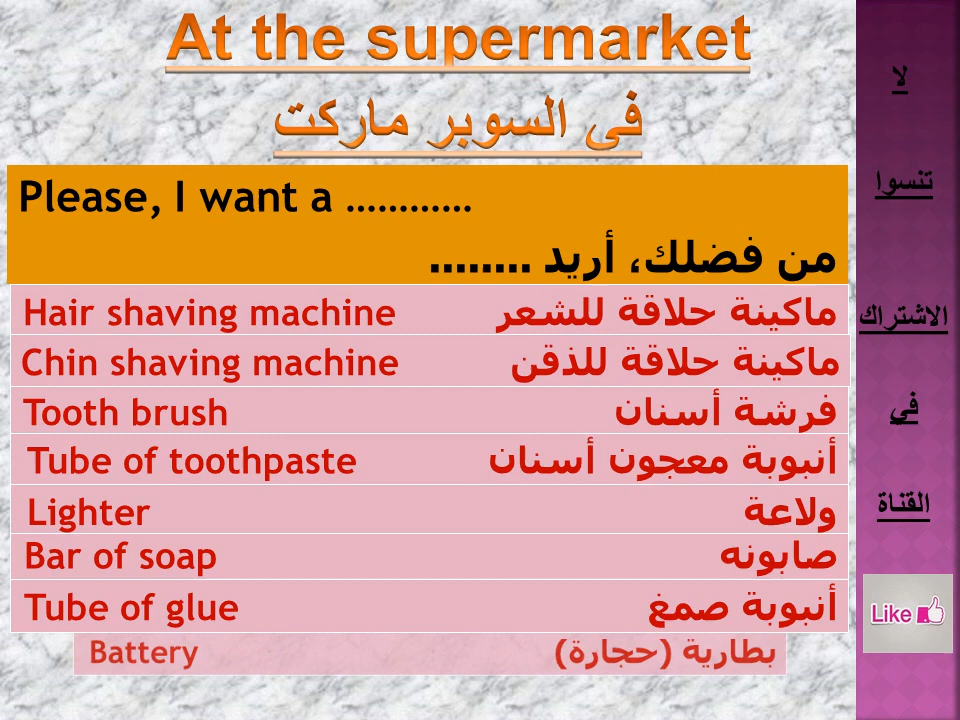 At the supermarket
في السوبر ماركت
Please, I want a …………
من فضلك، أريد ........
Hair shaving machine ماكينة حلاقة للشعر
Chin shaving machine ماكينة حلاقة للذقن
Tooth brush فرشة أسنان
Tube of toothpaste أنبوبة معجون أسنان
Lighter ولاعة
Bar of soap صابونه
Tube of glue أنبوبة صمغ
Battery بطارية (حجارة)
لا
تنسوا
الاشتراك
في
القناة
Like